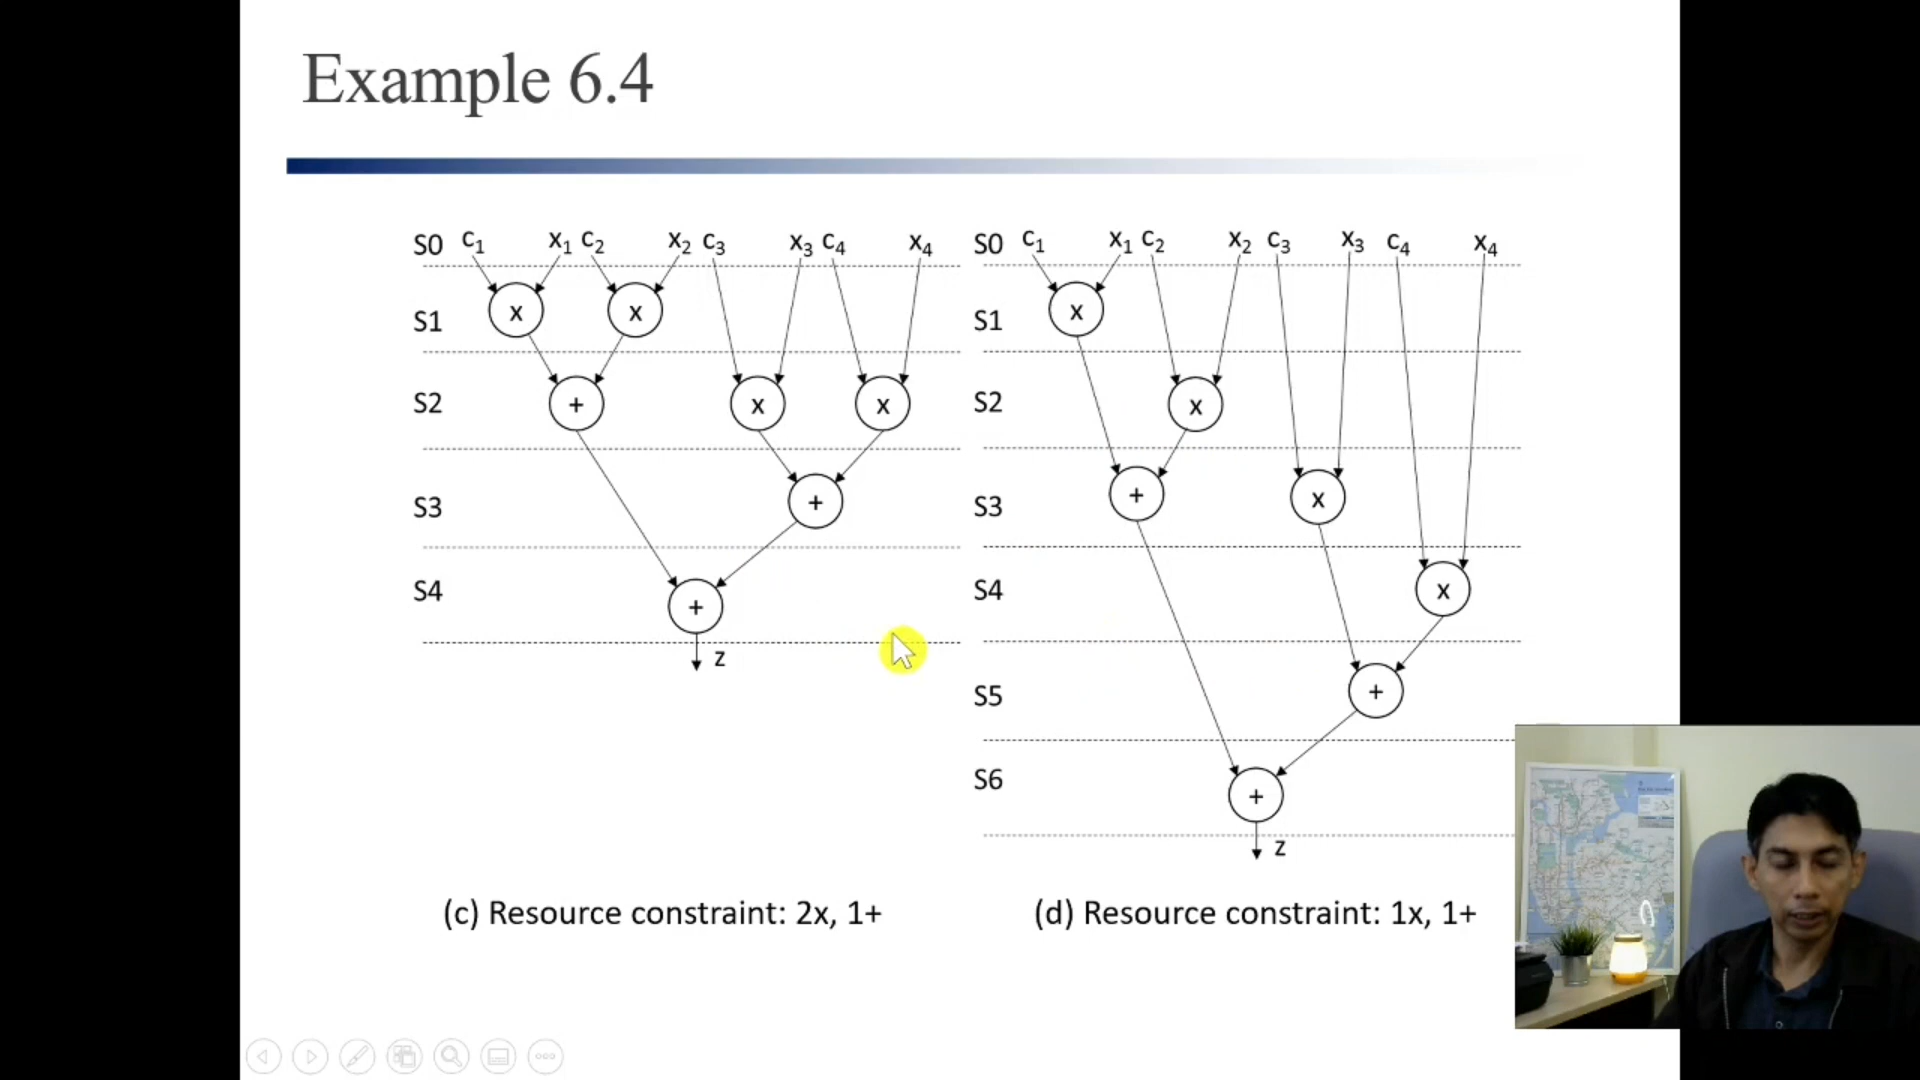 Example 6.4
S0 c₁ x₁ c₂ x₂ c₃ x₃ c₄ x₄
S1 x x
S2 + x x
S3 +
S4 +
z
(c) Resource constraint: 2x, 1+
S0 c₁ x₁ c₂ x₂ c₃ x₃ c₄ x₄
S1 x
S2 x
S3 + x
S4 x
S5 +
S6 +
z
(d) Resource constraint: 1x, 1+